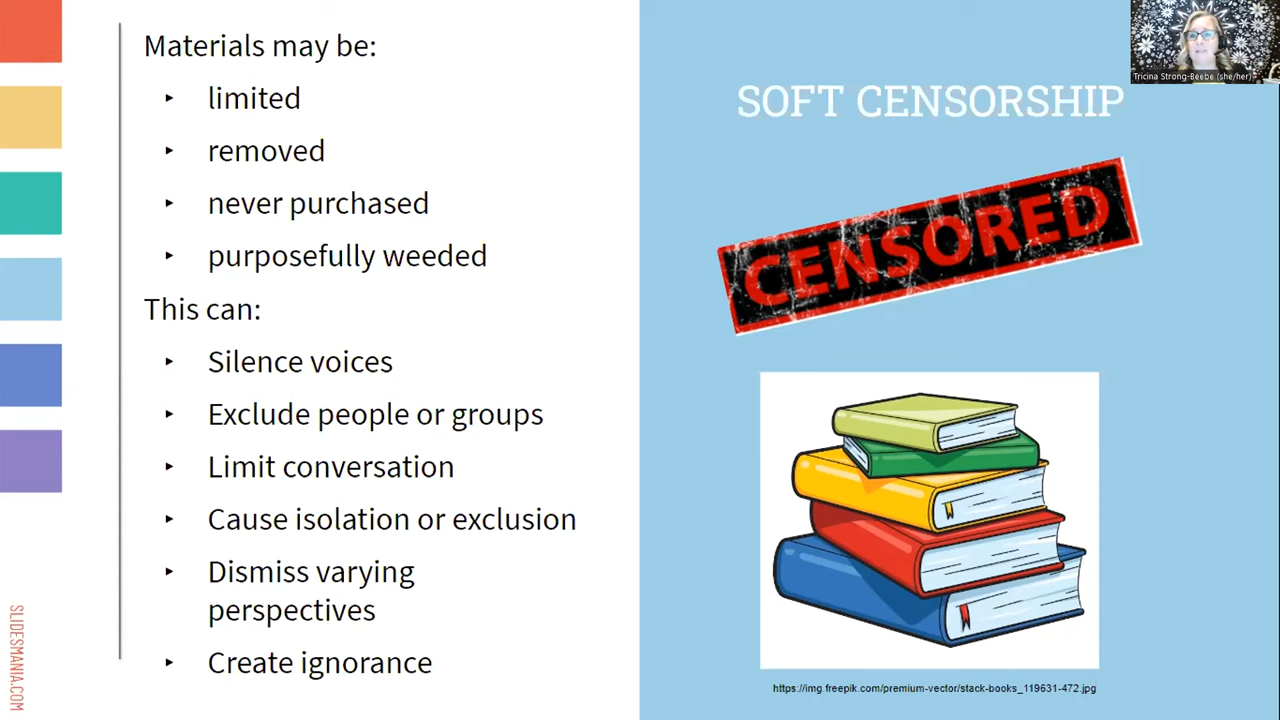 Materials may be:
‣ limited
‣ removed
‣ never purchased
‣ purposefully weeded
This can:
‣ Silence voices
‣ Exclude people or groups
‣ Limit conversation
‣ Cause isolation or exclusion
‣ Dismiss varying
perspectives
‣ Create ignorance
SLIDESMANIA.COM
SOFT CENSORSHIP
CENSORED
https://img.freepik.com/premium-vector/stack-books_119631-472.jpg
Tricina Strong-Beebe (she/her)